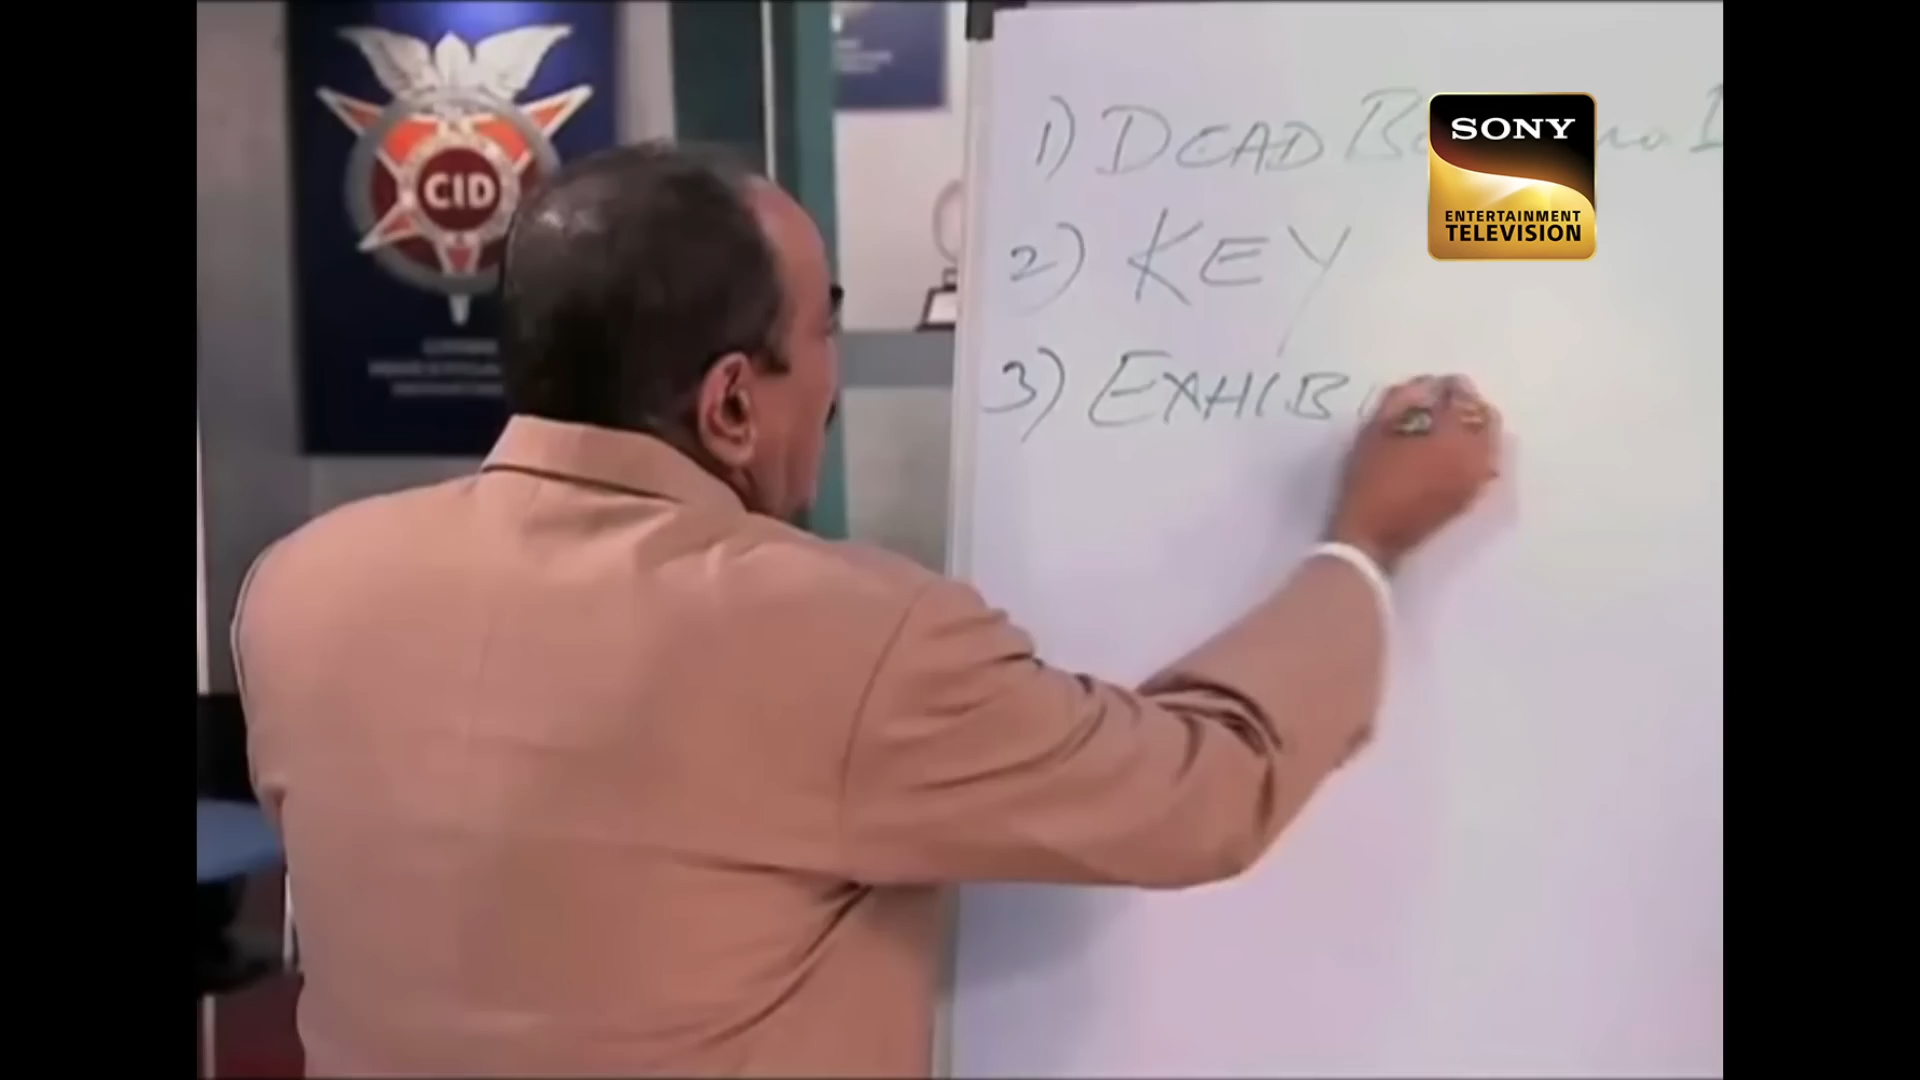 CID
1) DEAD
2) KEY
3) EXHIB
SONY
ENTERTAINMENT
TELEVISION